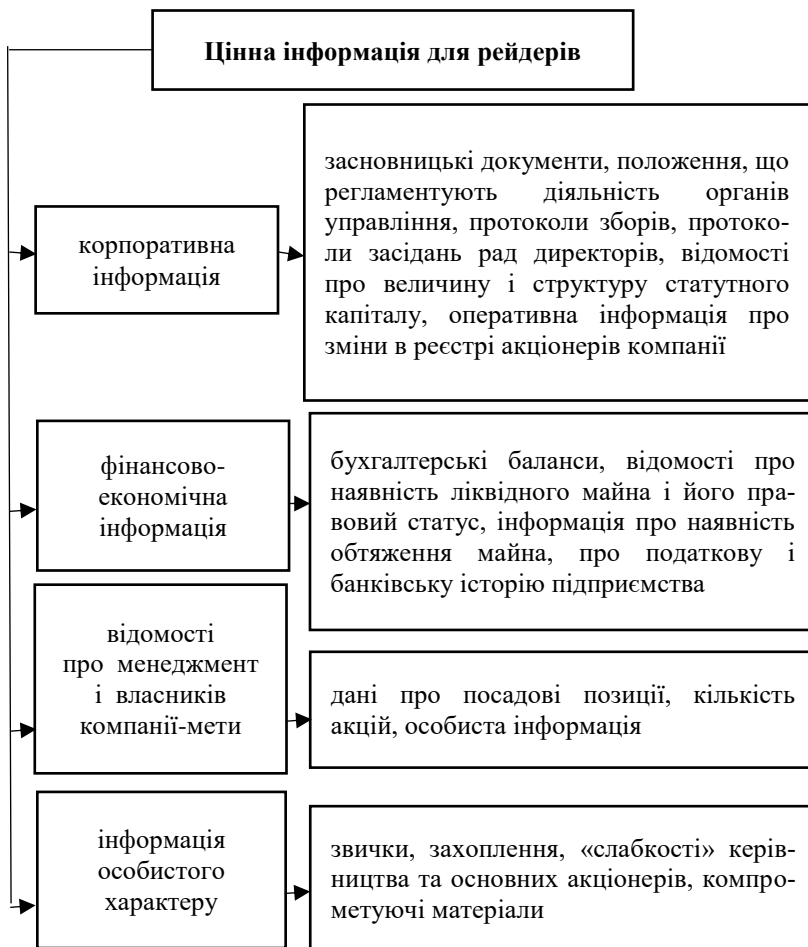 Цінна інформація для рейдерів
корпоративна
інформація
засновницькі документи, положення, що
регламентують діяльність органів
управління, протоколи зборів, протоко-
ли засідань рад директорів, відомості
про величину і структуру статутного
капіталу, оперативна інформація про
зміни в реєстрі акціонерів компанії
фінансово-
економічна
інформація
бухгалтерські баланси, відомості про
наявність ліквідного майна і його пра-
вовий статус, інформація про наявність
обтяження майна, про податкову і
банківську історію підприємства
відомості
про менеджмент
і власників
компанії-мети
дані про посадові позиції, кількість
акцій, особиста інформація
інформація
особистого
характеру
звички, захоплення, «слабкості» керів-
ництва та основних акціонерів, компро-
метуючі матеріали